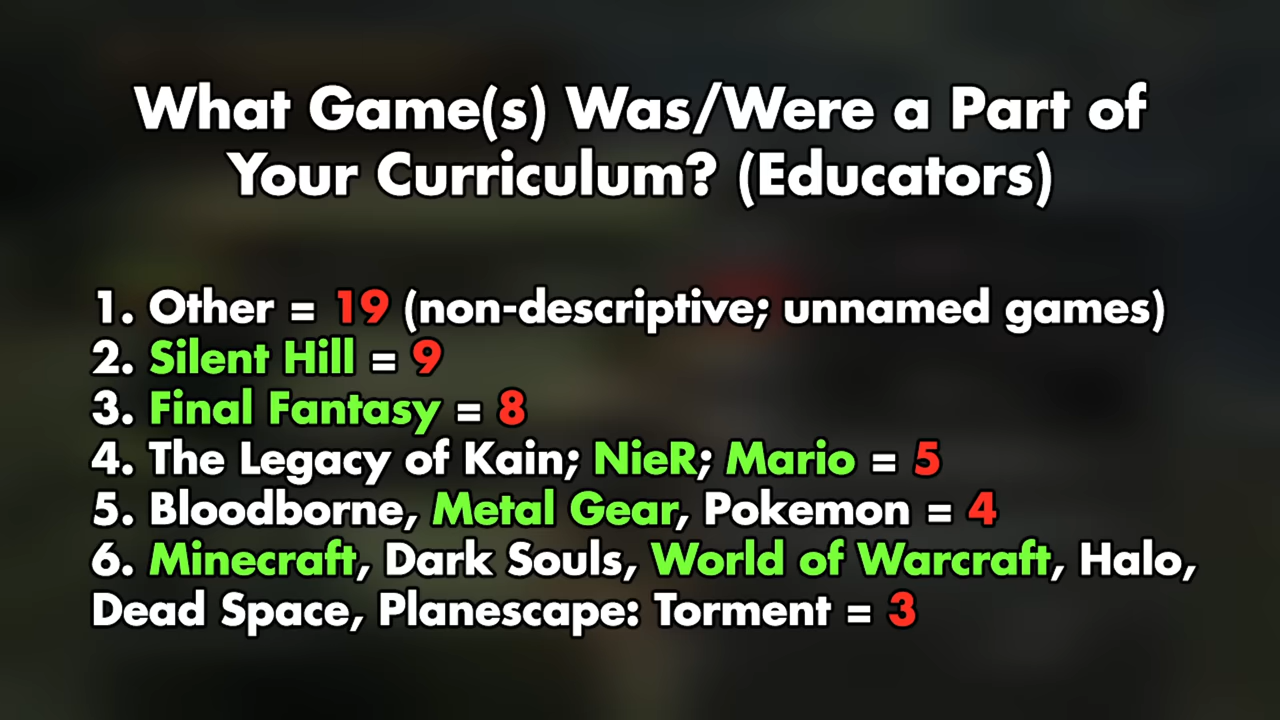 What Game(s) Was/Were a Part of
Your Curriculum? (Educators)
1. Other = 19 (non-descriptive; unnamed games)
2. Silent Hill = 9
3. Final Fantasy = 8
4. The Legacy of Kain; NieR; Mario = 5
5. Bloodborne, Metal Gear, Pokemon = 4
6. Minecraft, Dark Souls, World of Warcraft, Halo,
Dead Space, Planescape: Torment = 3